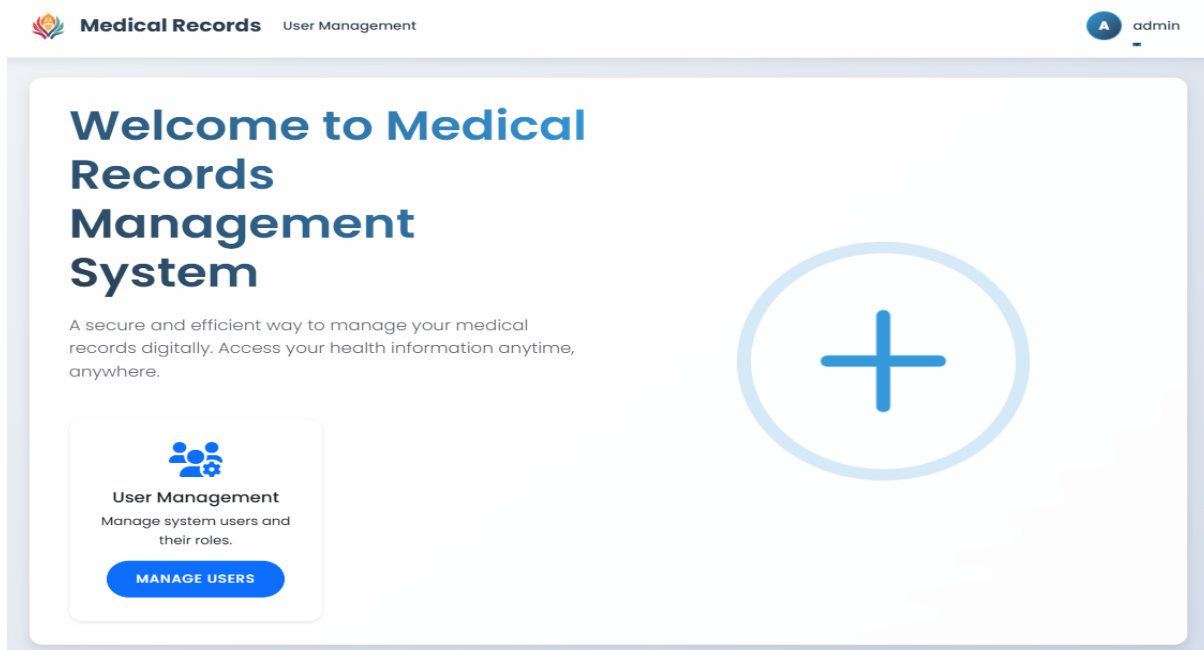 Medical Records User Management
A admin
Welcome to Medical
Records
Management
System
A secure and efficient way to manage your medical
records digitally. Access your health information anytime,
anywhere.
User Management
Manage system users and
their roles.
MANAGE USERS